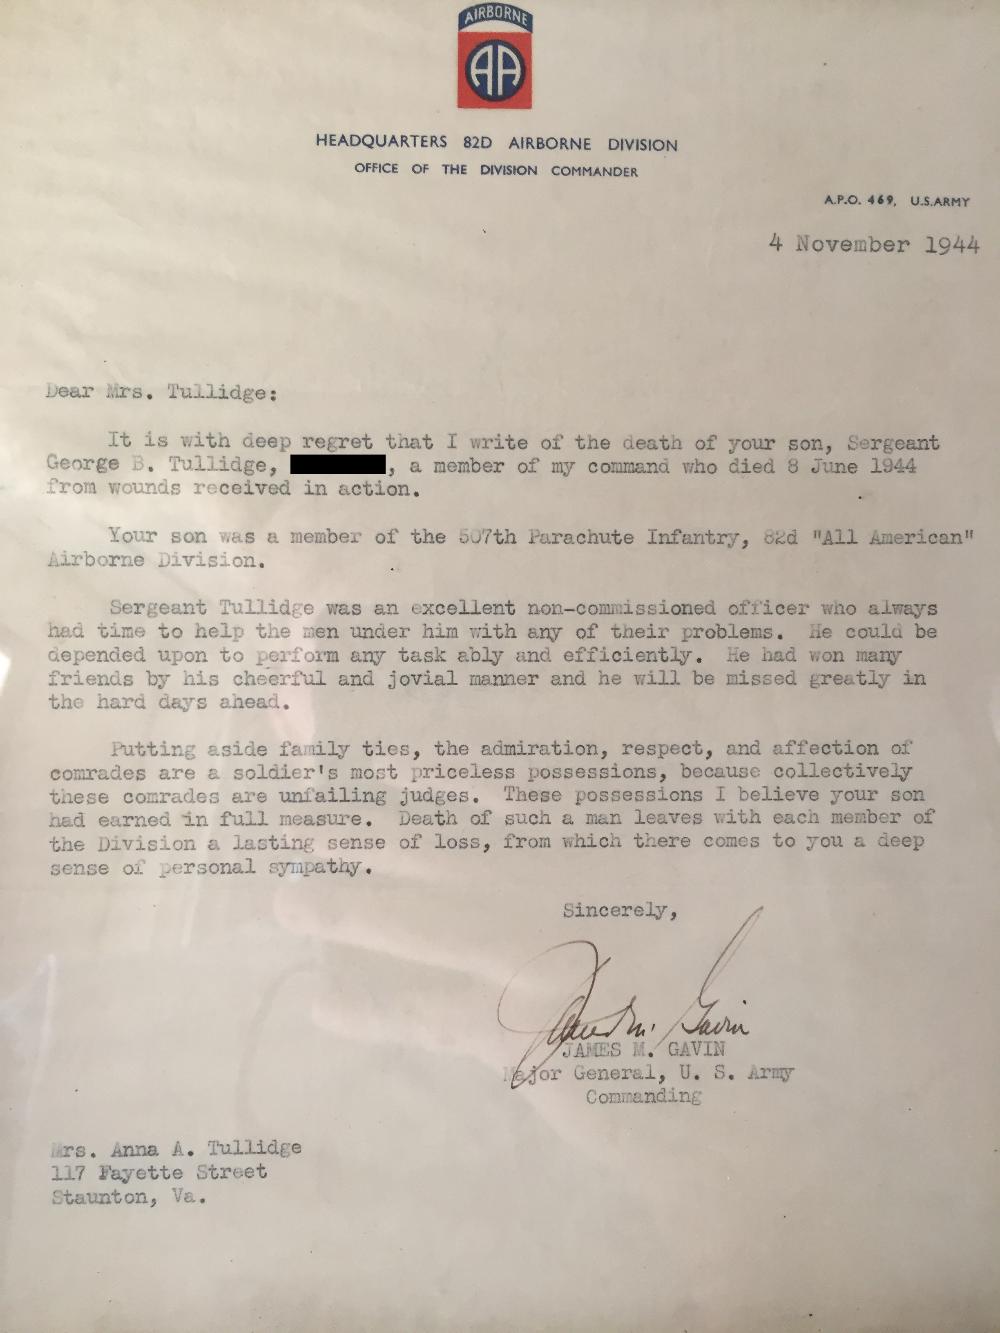 AIRBORNE
AA
HEADQUARTERS 82D AIRBORNE DIVISION
OFFICE OF THE DIVISION COMMANDER
A.P.O. 469, U.S.ARMY
4 November 1944
Dear Mrs. Tullidge:
It is with deep regret that I write of the death of your son, Sergeant
George B. Tullidge, , a member of my command who died 8 June 1944
from wounds received in action.
Your son was a member of the 507th Parachute Infantry, 82d "All American"
Airborne Division.
Sergeant Tullidge was an excellent non-commissioned officer who always
had time to help the men under him with any of their problems. He could be
depended upon to perform any task ably and efficiently. He had won many
friends by his cheerful and jovial manner and he will be missed greatly in
the hard days ahead.
Putting aside family ties, the admiration, respect, and affection of
comrades are a soldier's most priceless possessions, because collectively
these comrades are unfailing judges. These possessions I believe your son
had earned in full measure. Death of such a man leaves with each member of
the Division a lasting sense of loss, from which there comes to you a deep
sense of personal sympathy.
Sincerely,
James M. Gavin
JAMES M. GAVIN
Major General, U. S. Army
Commanding
Mrs. Anna A. Tullidge
117 Fayette Street
Staunton, Va.